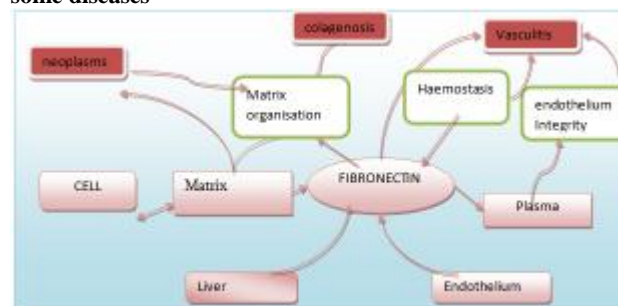 some diseases
colagenosis
Vasculitis
neoplasms
Matrix
organisation
Haemostasis
endothelium
Integrity
CELL
Matrix
FIBRONECTIN
Plasma
Liver
Endothelium